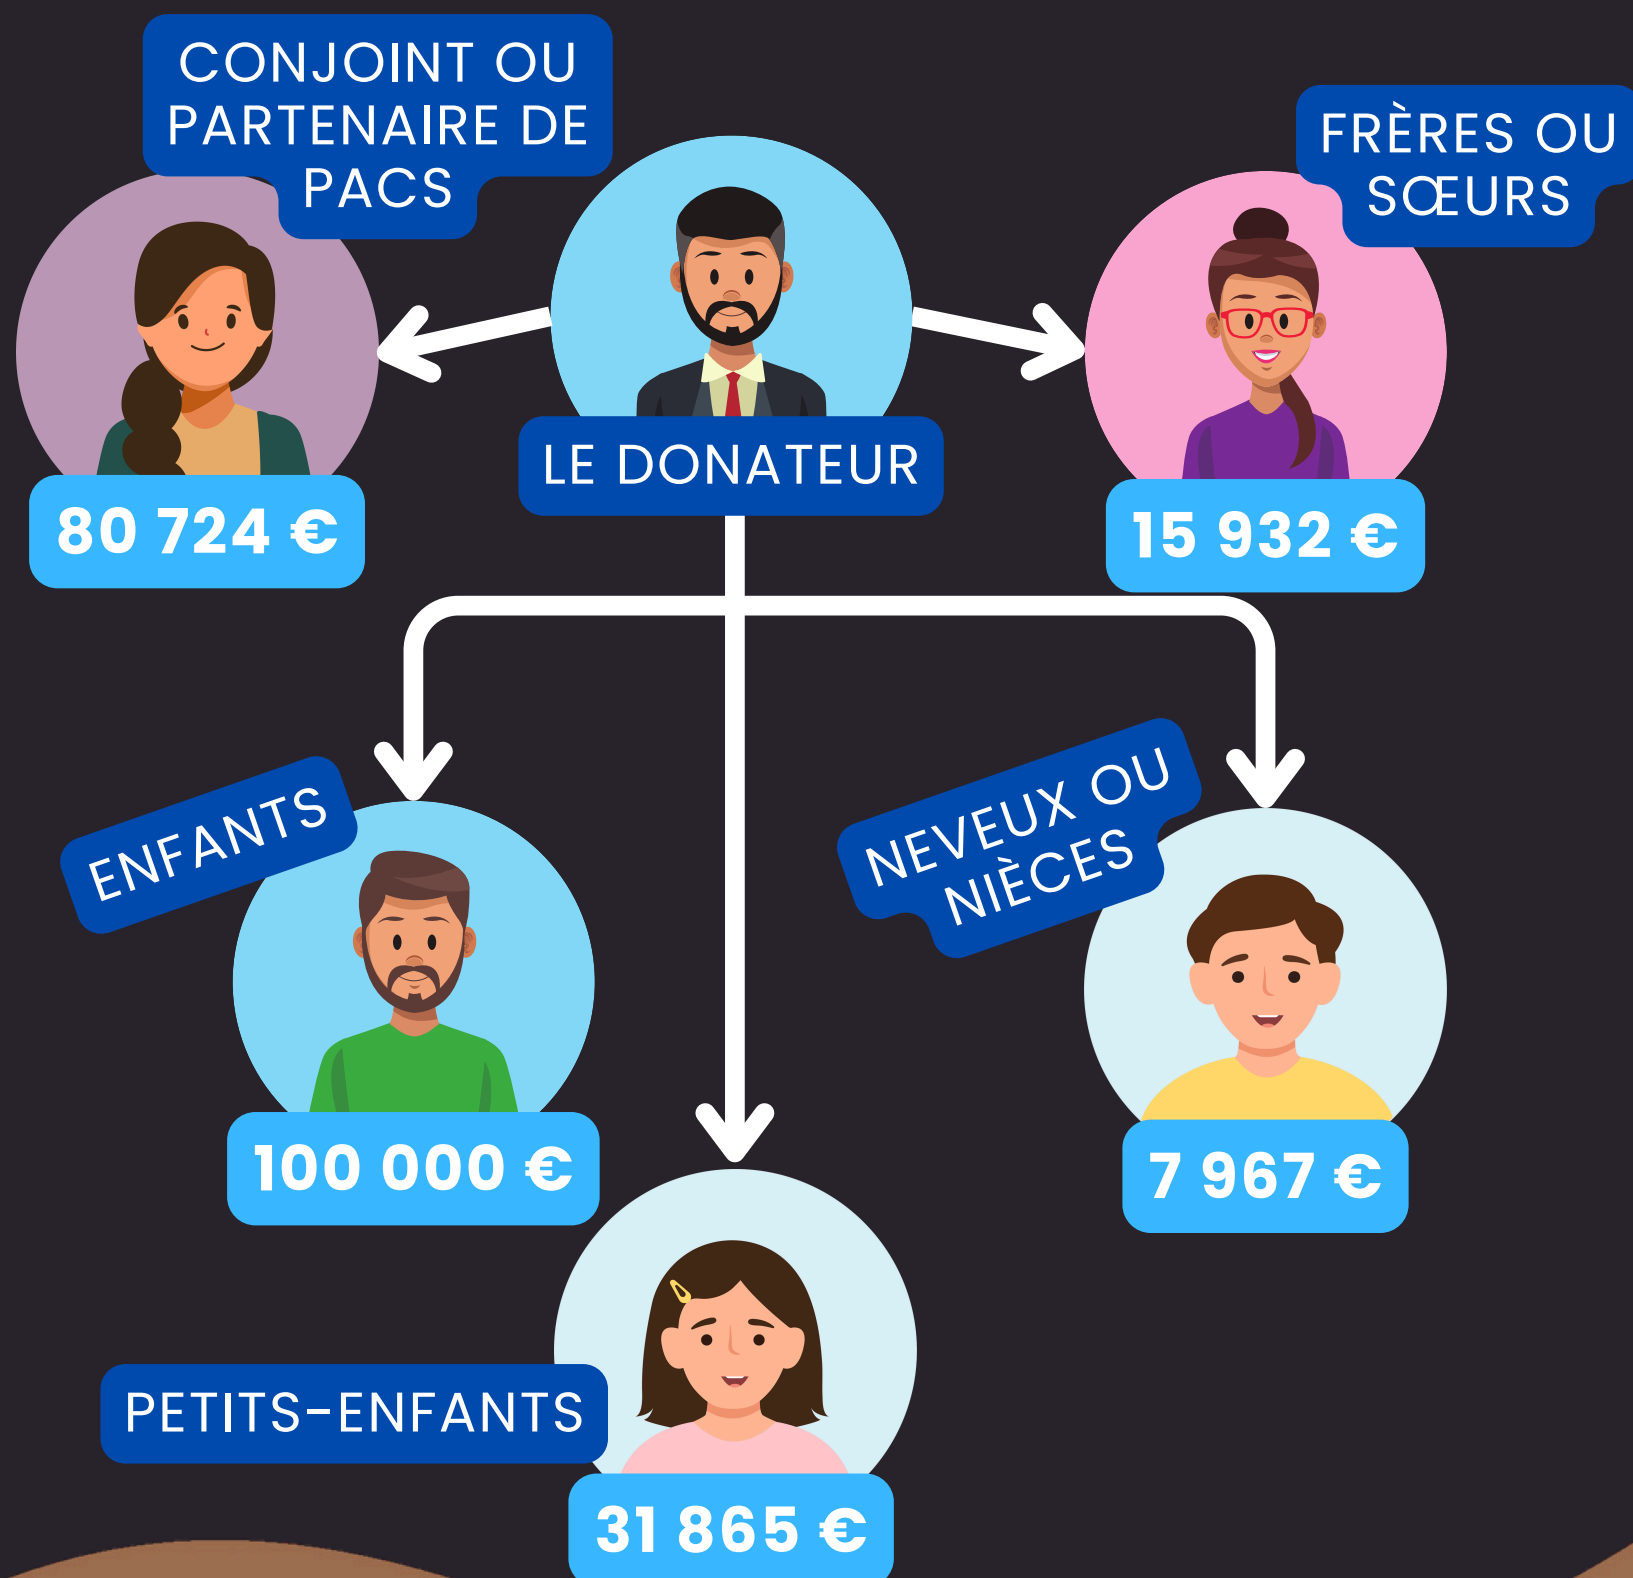 CONJOINT OU
PARTENAIRE DE
PACS
FRÈRES OU
SŒURS
LE DONATEUR
80 724 €
15 932 €
ENFANTS
NEVEUX OU
NIÈCES
100 000 €
7 967 €
PETITS-ENFANTS
31 865 €